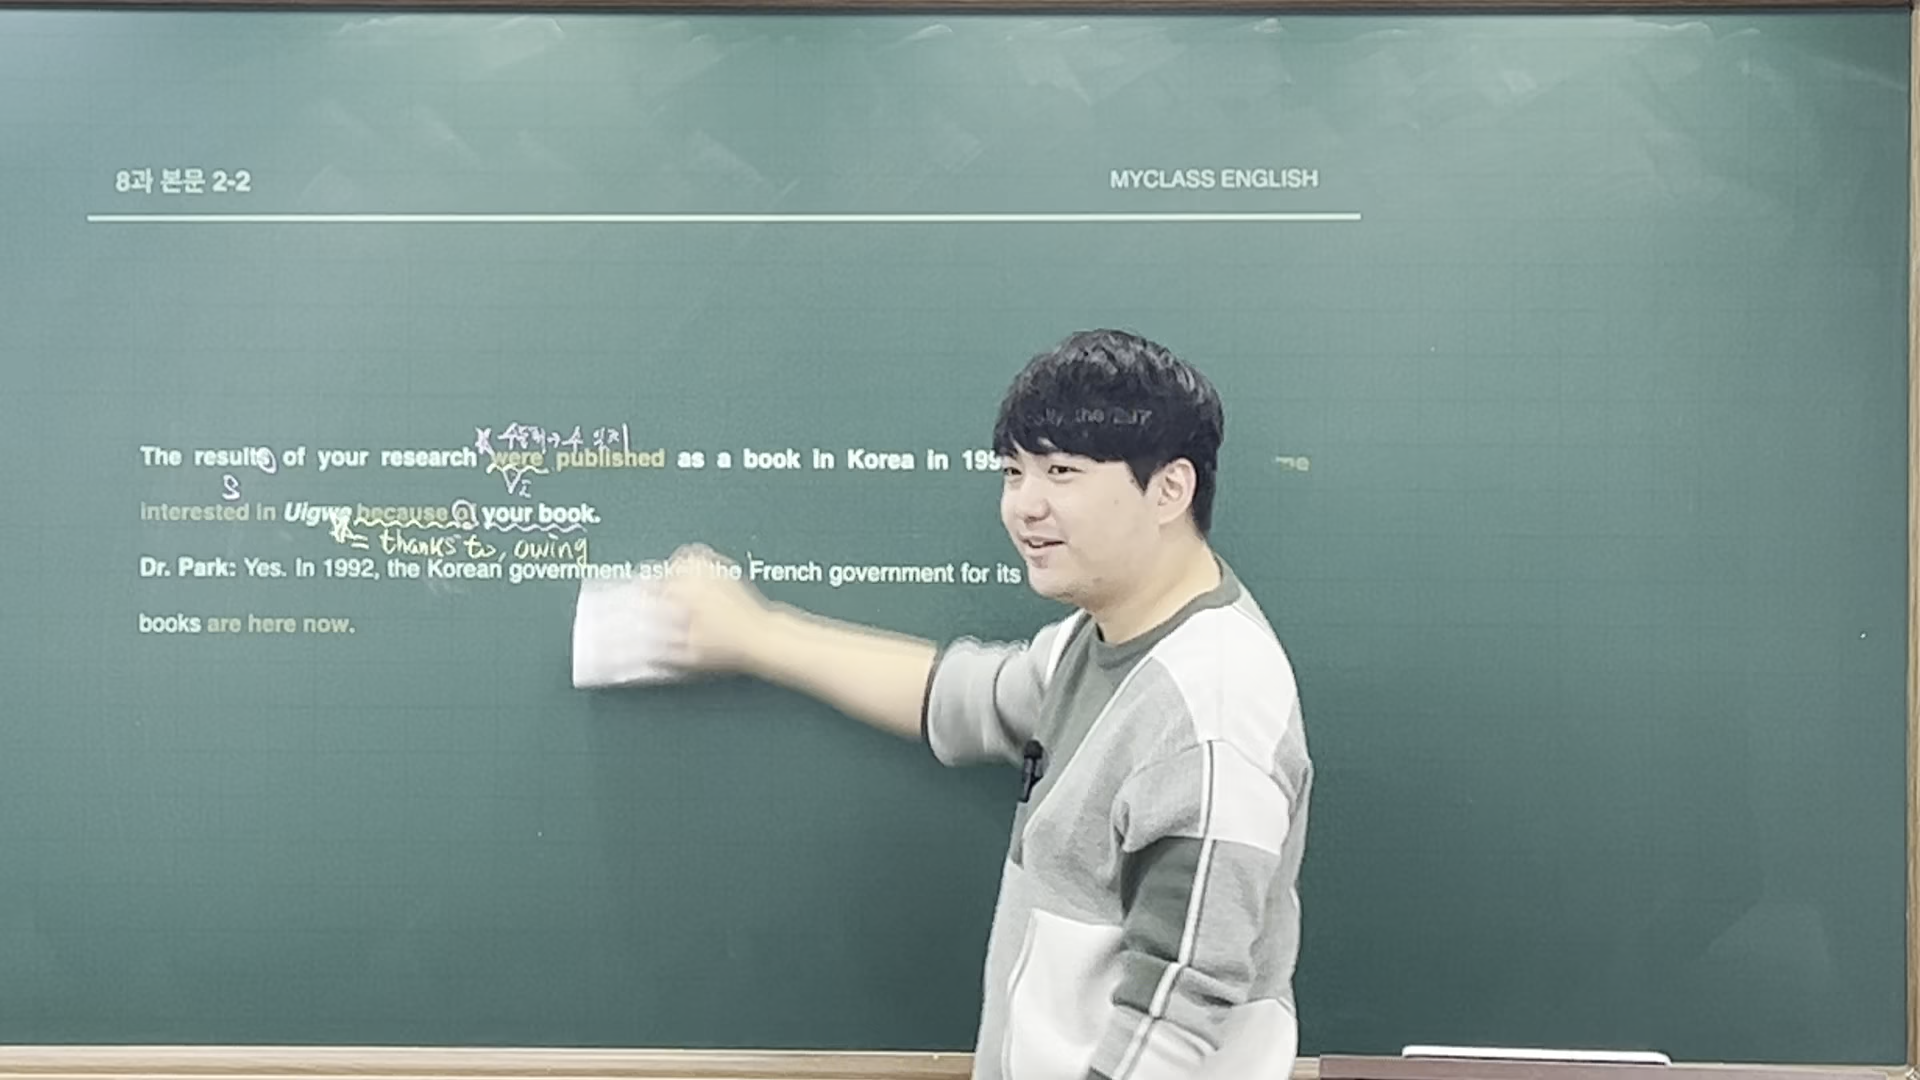 8과 본문 2-2
MYCLASS ENGLISH
수동태→수 일치
The results of your research were published as a book in Korea in 199
S
V
interested in Uigwe because of your book.
= thanks to, owing
Dr. Park: Yes. In 1992, the Korean government asked the French government for its
books are here now.